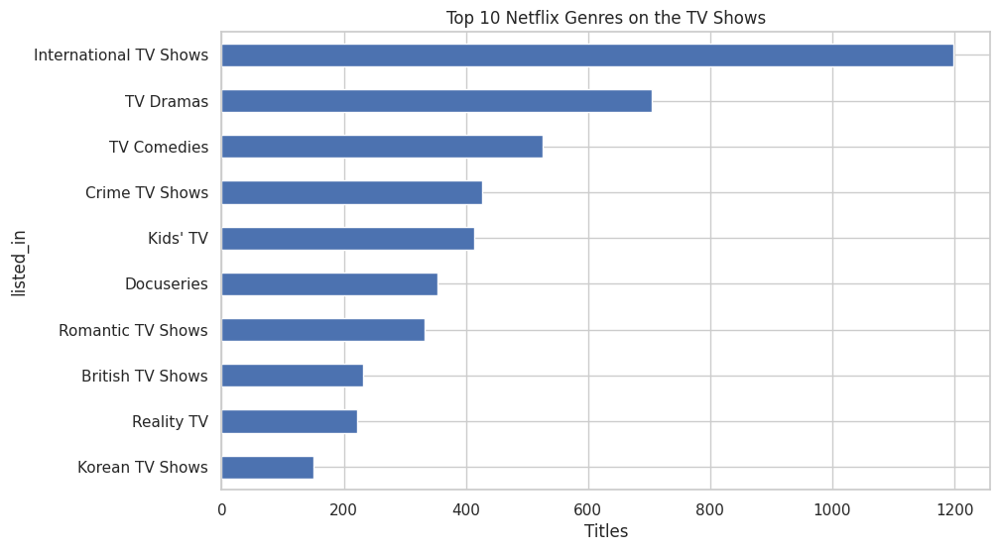 Top 10 Netflix Genres on the TV Shows
International TV Shows
TV Dramas
TV Comedies
Crime TV Shows
Kids' TV
Docuseries
Romantic TV Shows
British TV Shows
Reality TV
Korean TV Shows
listed_in
0 200 400 600 800 1000 1200
Titles